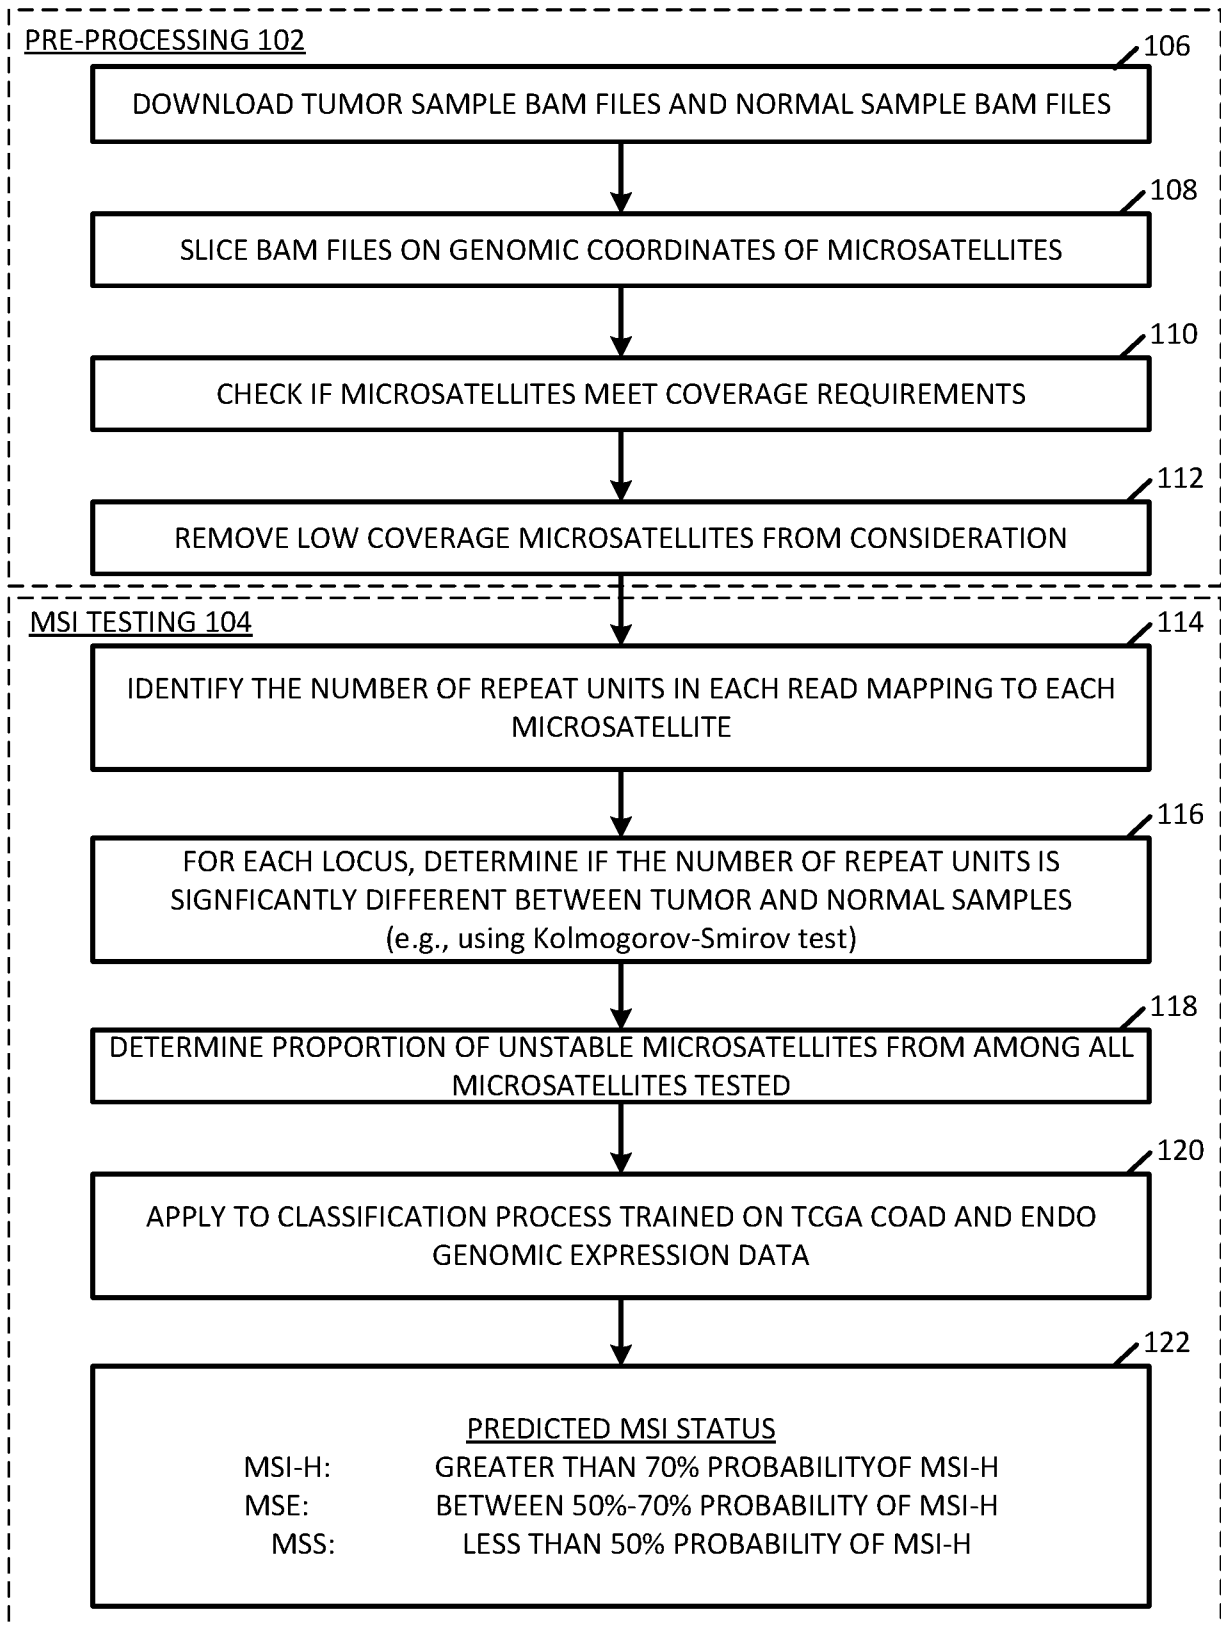 PRE-PROCESSING 102
106
DOWNLOAD TUMOR SAMPLE BAM FILES AND NORMAL SAMPLE BAM FILES
108
SLICE BAM FILES ON GENOMIC COORDINATES OF MICROSATELLITES
110
CHECK IF MICROSATELLITES MEET COVERAGE REQUIREMENTS
112
REMOVE LOW COVERAGE MICROSATELLITES FROM CONSIDERATION
MSI TESTING 104
114
IDENTIFY THE NUMBER OF REPEAT UNITS IN EACH READ MAPPING TO EACH
MICROSATELLITE
116
FOR EACH LOCUS, DETERMINE IF THE NUMBER OF REPEAT UNITS IS
SIGNFICANTLY DIFFERENT BETWEEN TUMOR AND NORMAL SAMPLES
(e.g., using Kolmogorov-Smirov test)
118
DETERMINE PROPORTION OF UNSTABLE MICROSATELLITES FROM AMONG ALL
MICROSATELLITES TESTED
120
APPLY TO CLASSIFICATION PROCESS TRAINED ON TCGA COAD AND ENDO
GENOMIC EXPRESSION DATA
122
PREDICTED MSI STATUS
MSI-H: GREATER THAN 70% PROBABILITYOF MSI-H
MSE: BETWEEN 50%-70% PROBABILITY OF MSI-H
MSS: LESS THAN 50% PROBABILITY OF MSI-H